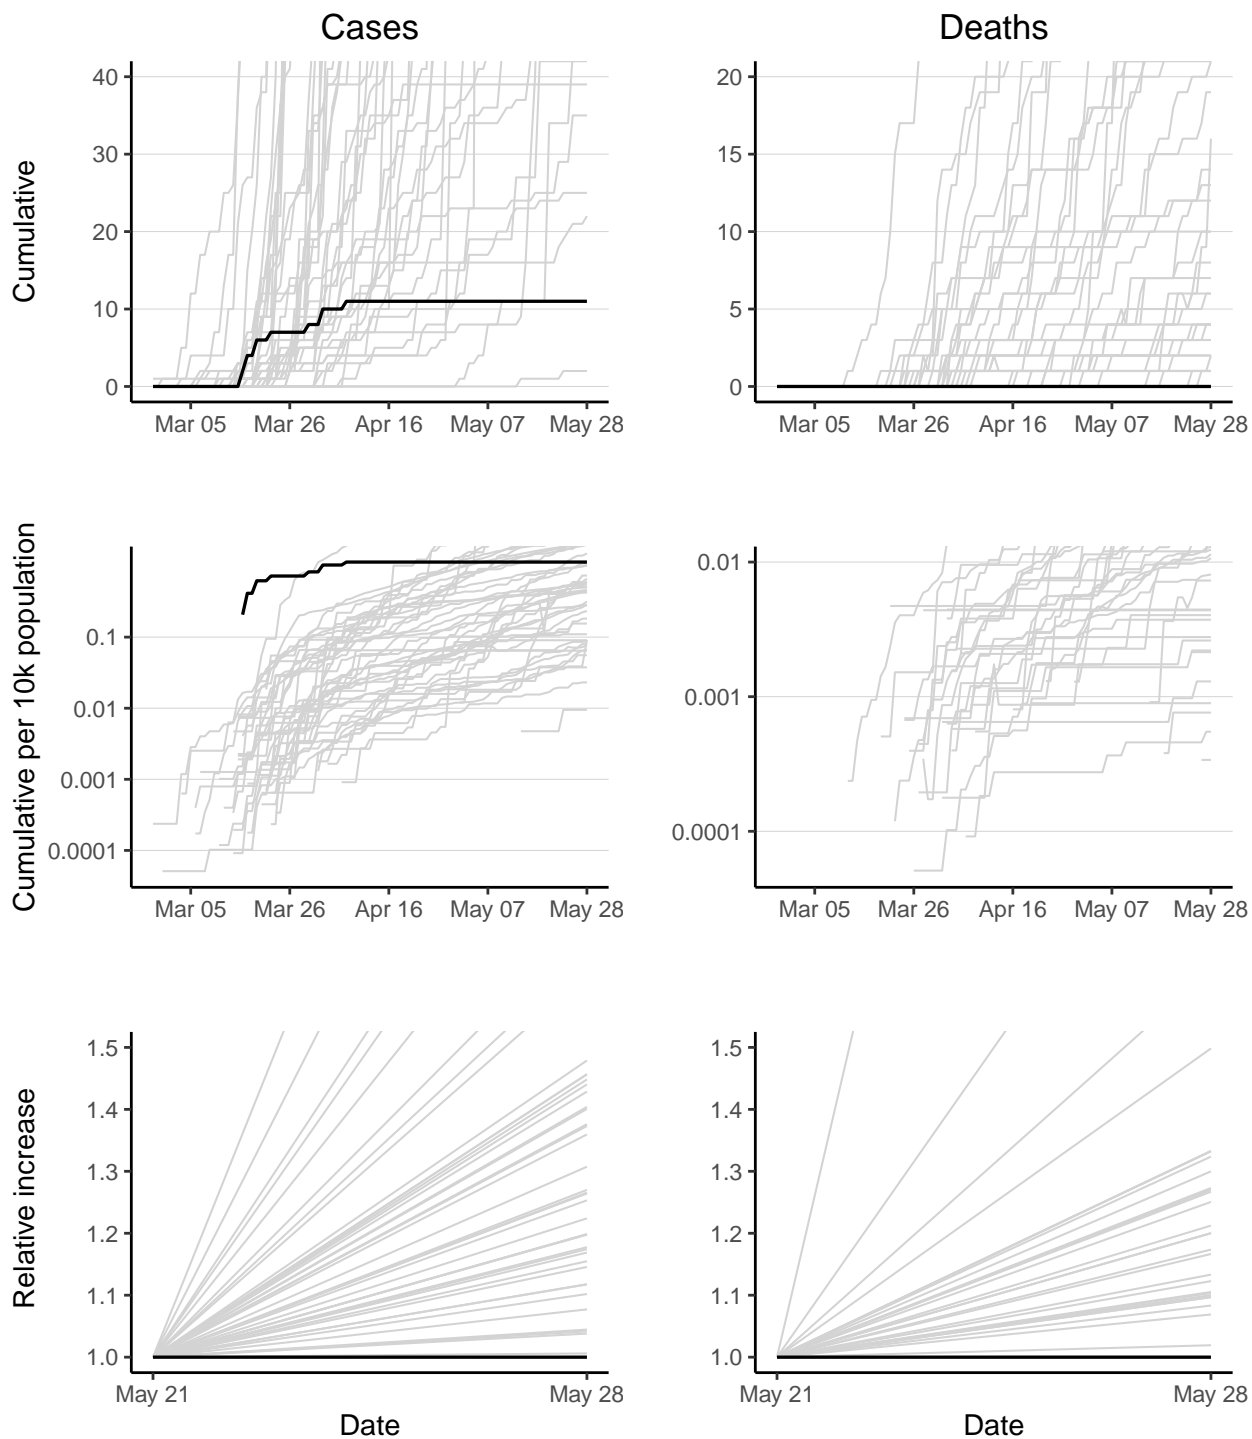 Cases
Deaths
Cumulative
40
30
20
10
0
Mar 05 Mar 26 Apr 16 May 07 May 28
20
15
10
5
0
Mar 05 Mar 26 Apr 16 May 07 May 28
Cumulative per 10k population
0.1
0.01
0.001
0.0001
Mar 05 Mar 26 Apr 16 May 07 May 28
0.01
0.001
0.0001
Mar 05 Mar 26 Apr 16 May 07 May 28
Relative increase
1.5
1.4
1.3
1.2
1.1
1.0
May 21 May 28
Date
1.5
1.4
1.3
1.2
1.1
1.0
May 21 May 28
Date